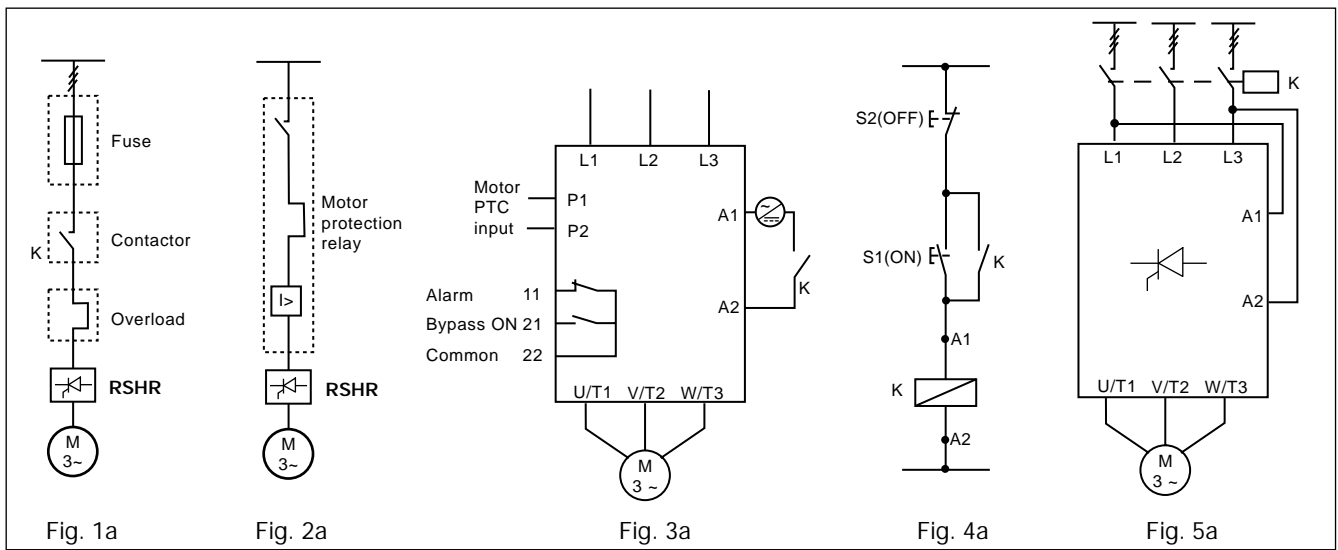 Fuse
K
Contactor
Overload
RSHR
M
3~
Fig. 1a
Motor
protection
relay
I>
RSHR
M
3~
Fig. 2a
L1 L2 L3
Motor
PTC
input
P1
P2
A1
~
K
A2
Alarm 11
Bypass ON 21
Common 22
U/T1 V/T2 W/T3
M
3 ~
Fig. 3a
S2(OFF)
S1(ON)
K
A1
K
A2
Fig. 4a
K
L1 L2 L3
A1
A2
U/T1 V/T2 W/T3
M
3 ~
Fig. 5a